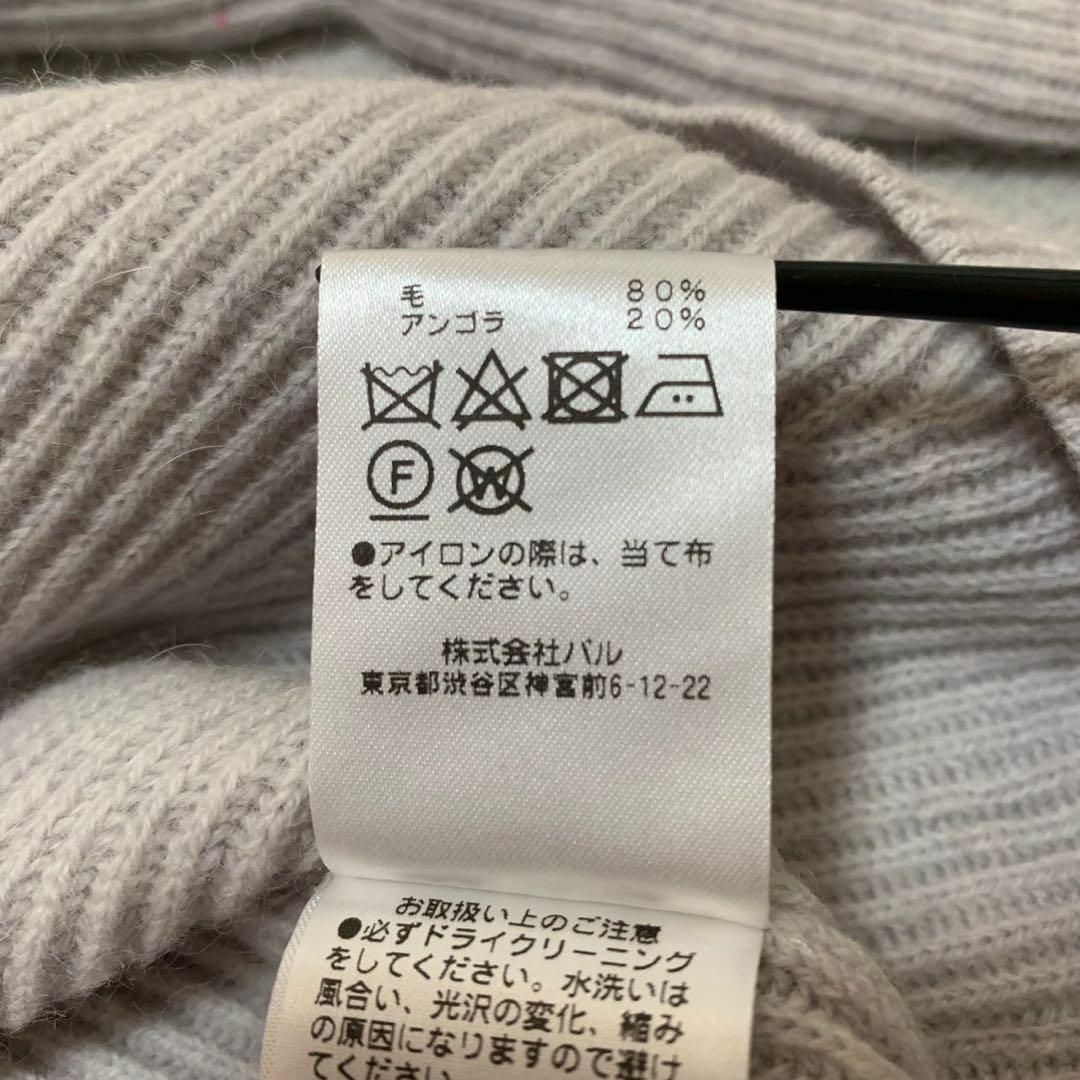 毛 80%
アンゴラ 20%
F W
●アイロンの際は、当て布
をしてください。
株式会社バル
東京都渋谷区神宮前6-12-22
お取扱い上のご注意
●必ずドライクリーニング
をしてください。水洗いは
風合い、光沢の変化、縮み
の原因になりますので避け
てください